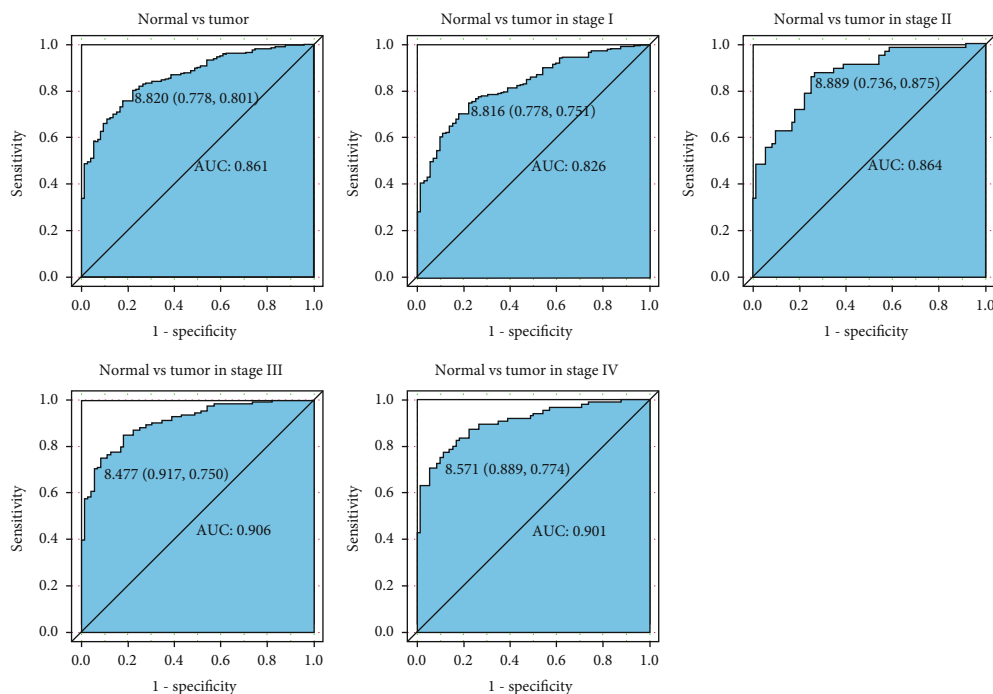 Normal vs tumor
1.0
0.8
0.6
0.4
0.2
0.0
Sensitivity
8.820 (0.778, 0.801)
AUC: 0.861
0.0 0.2 0.4 0.6 0.8 1.0
1 - specificity
Normal vs tumor in stage I
1.0
0.8
0.6
0.4
0.2
0.0
Sensitivity
8.816 (0.778, 0.751)
AUC: 0.826
0.0 0.2 0.4 0.6 0.8 1.0
1 - specificity
Normal vs tumor in stage II
1.0
0.8
0.6
0.4
0.2
0.0
Sensitivity
8.889 (0.736, 0.875)
AUC: 0.864
0.0 0.2 0.4 0.6 0.8 1.0
1 - specificity
Normal vs tumor in stage III
1.0
0.8
0.6
0.4
0.2
0.0
Sensitivity
8.477 (0.917, 0.750)
AUC: 0.906
0.0 0.2 0.4 0.6 0.8 1.0
1 - specificity
Normal vs tumor in stage IV
1.0
0.8
0.6
0.4
0.2
0.0
Sensitivity
8.571 (0.889, 0.774)
AUC: 0.901
0.0 0.2 0.4 0.6 0.8 1.0
1 - specificity